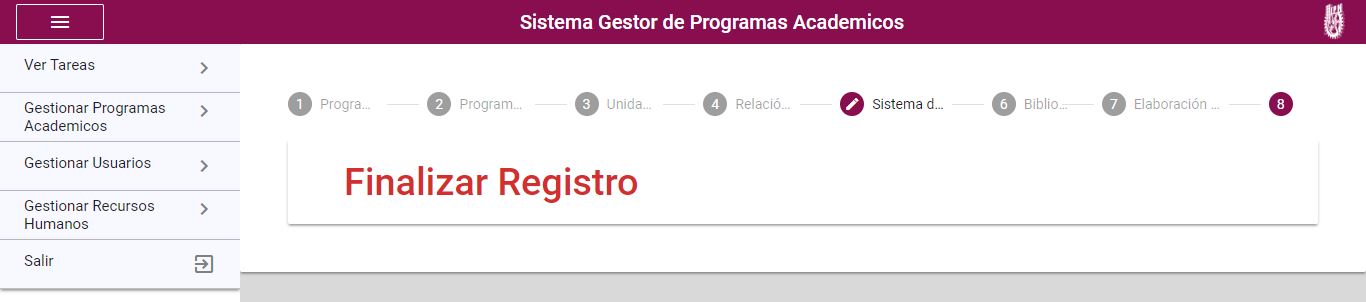 Sistema Gestor de Programas Academicos
Ver Tareas
Gestionar Programas
Academicos
Gestionar Usuarios
Gestionar Recursos
Humanos
Salir
1 Progra... 2 Program... 3 Unida... 4 Relació... Sistema d... 6 Biblio... 7 Elaboración ... 8
Finalizar Registro